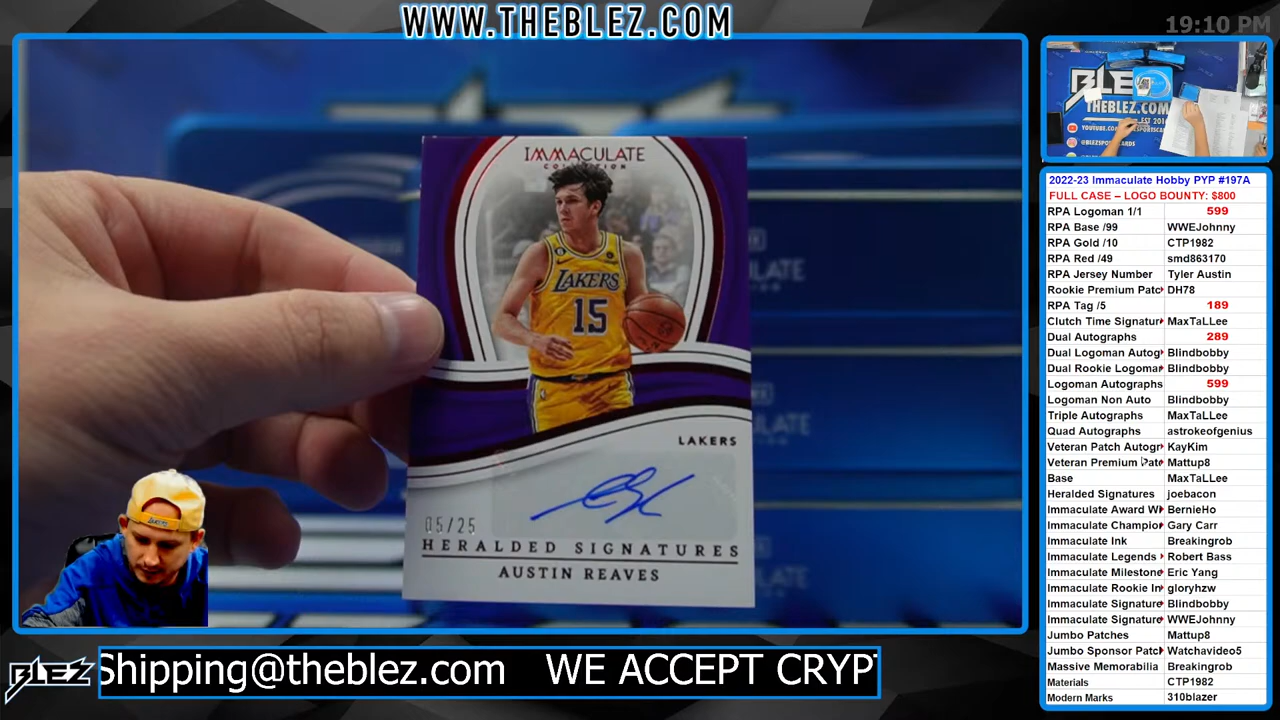 WWW.THEBLEZ.COM
19:10 PM
IMMACULATE
COLLECTION
LAKERS
15
LAKERS
05/25
HERALDED SIGNATURES
AUSTIN REAVES
BLEZ
THEBLEZ.COM
2022-23 Immaculate Hobby PYP #197A
FULL CASE – LOGO BOUNTY: $800
RPA Logoman 1/1 599
RPA Base /99 WWEJohnny
RPA Gold /10 CTP1982
RPA Red /49 smd863170
RPA Jersey Number Tyler Austin
Rookie Premium Patc DH78
RPA Tag /5 189
Clutch Time Signatur MaxTaLLee
Dual Autographs 289
Dual Logoman Autog Blindbobby
Dual Rookie Logoma Blindbobby
Logoman Autographs 599
Logoman Non Auto Blindbobby
Triple Autographs MaxTaLLee
Quad Autographs astrokeofgenius
Veteran Patch Autogr KayKim
Veteran Premium Patc Mattup8
Base MaxTaLLee
Heralded Signatures joebacon
Immaculate Award Wi BernieHo
Immaculate Champio Gary Carr
Immaculate Ink Breakingrob
Immaculate Legends Robert Bass
Immaculate Milestone Eric Yang
Immaculate Rookie In gloryhzw
Immaculate Signature Blindbobby
Immaculate Signature WWEJohnny
Jumbo Patches Mattup8
Jumbo Sponsor Patcl Watchavideo5
Massive Memorabilia Breakingrob
Materials CTP1982
Modern Marks 310blazer
BLEZ
Shipping@theblez.com WE ACCEPT CRYP